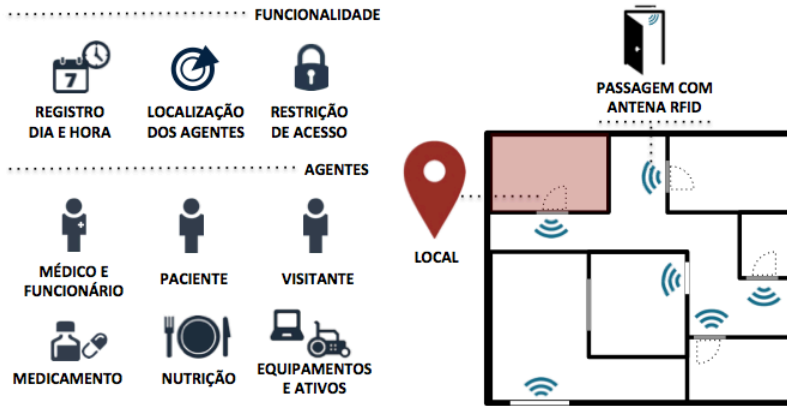 FUNCIONALIDADE
7
REGISTRO
DIA E HORA
LOCALIZAÇÃO
DOS AGENTES
RESTRIÇÃO
DE ACESSO
AGENTES
MÉDICO E
FUNCIONÁRIO
PACIENTE
VISITANTE
MEDICAMENTO
NUTRIÇÃO
EQUIPAMENTOS
E ATIVOS
PASSAGEM COM
ANTENA RFID
LOCAL